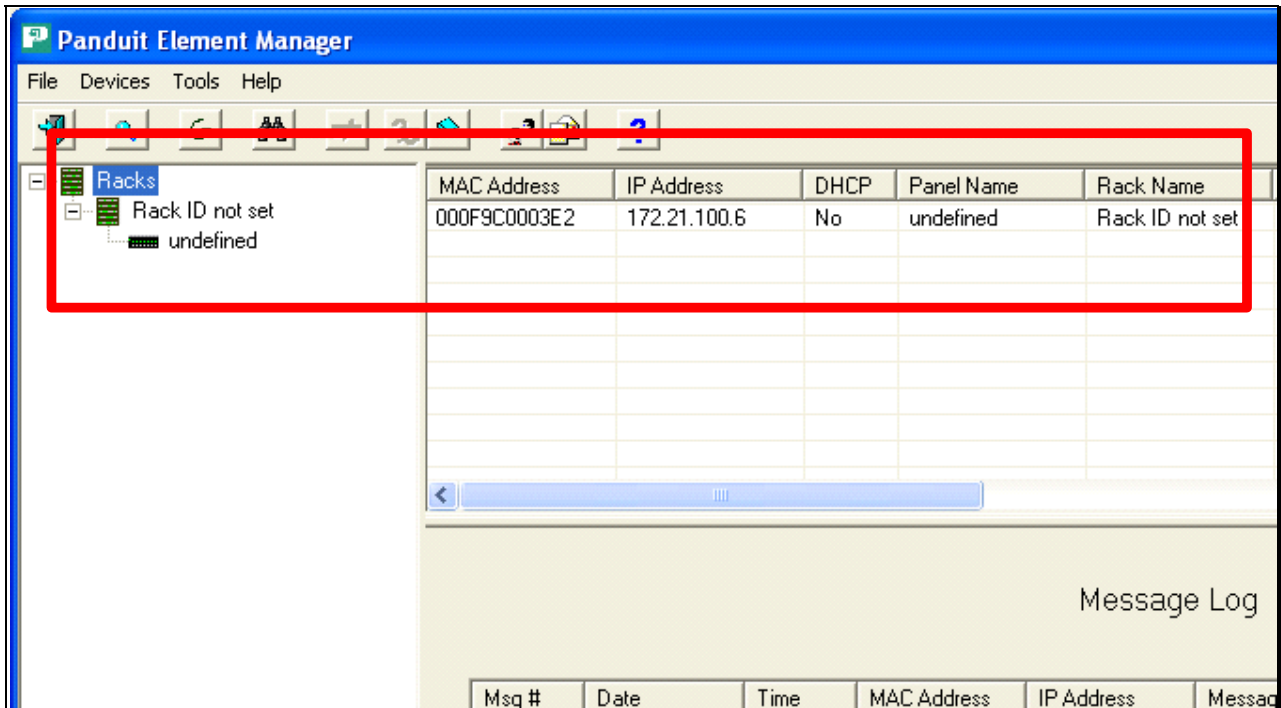 Panduit Element Manager
File Devices Tools Help
Racks
Rack ID not set
undefined
MAC Address IP Address DHCP Panel Name Rack Name
000F9C0003E2 172.21.100.6 No undefined Rack ID not set
Message Log
Msg # Date Time MAC Address IP Address Messag